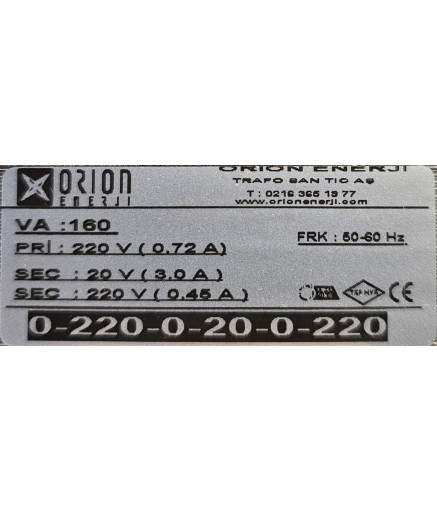 ORION
ENERJI
ORION ENERJI
TRAFO SAN TIC AS
T : 0216 365 13 77
www.orionenerji.com
VA :160
PRİ : 220 V ( 0.72 A )
FRK : 50-60 Hz
SEC : 20 V ( 3.0 A )
SEC : 220 V ( 0.45 A )
CE
0-220-0-20-0-220